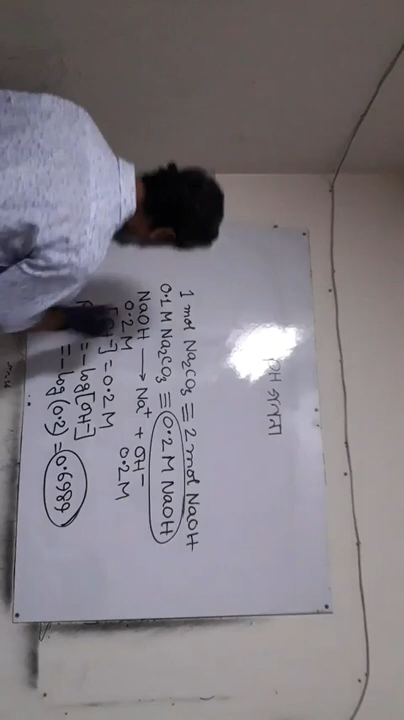 PH গণনা
1 mol Na₂CO₃ ≡ 2 mol NaOH
0.1 M Na₂CO₃ ≡ 0.2 M NaOH
NaOH ⟶ Na⁺ + OH⁻
0.2 M 0.2 M
[OH⁻] = 0.2 M
= -log[OH⁻]
= -log (0.2) = 0.6989